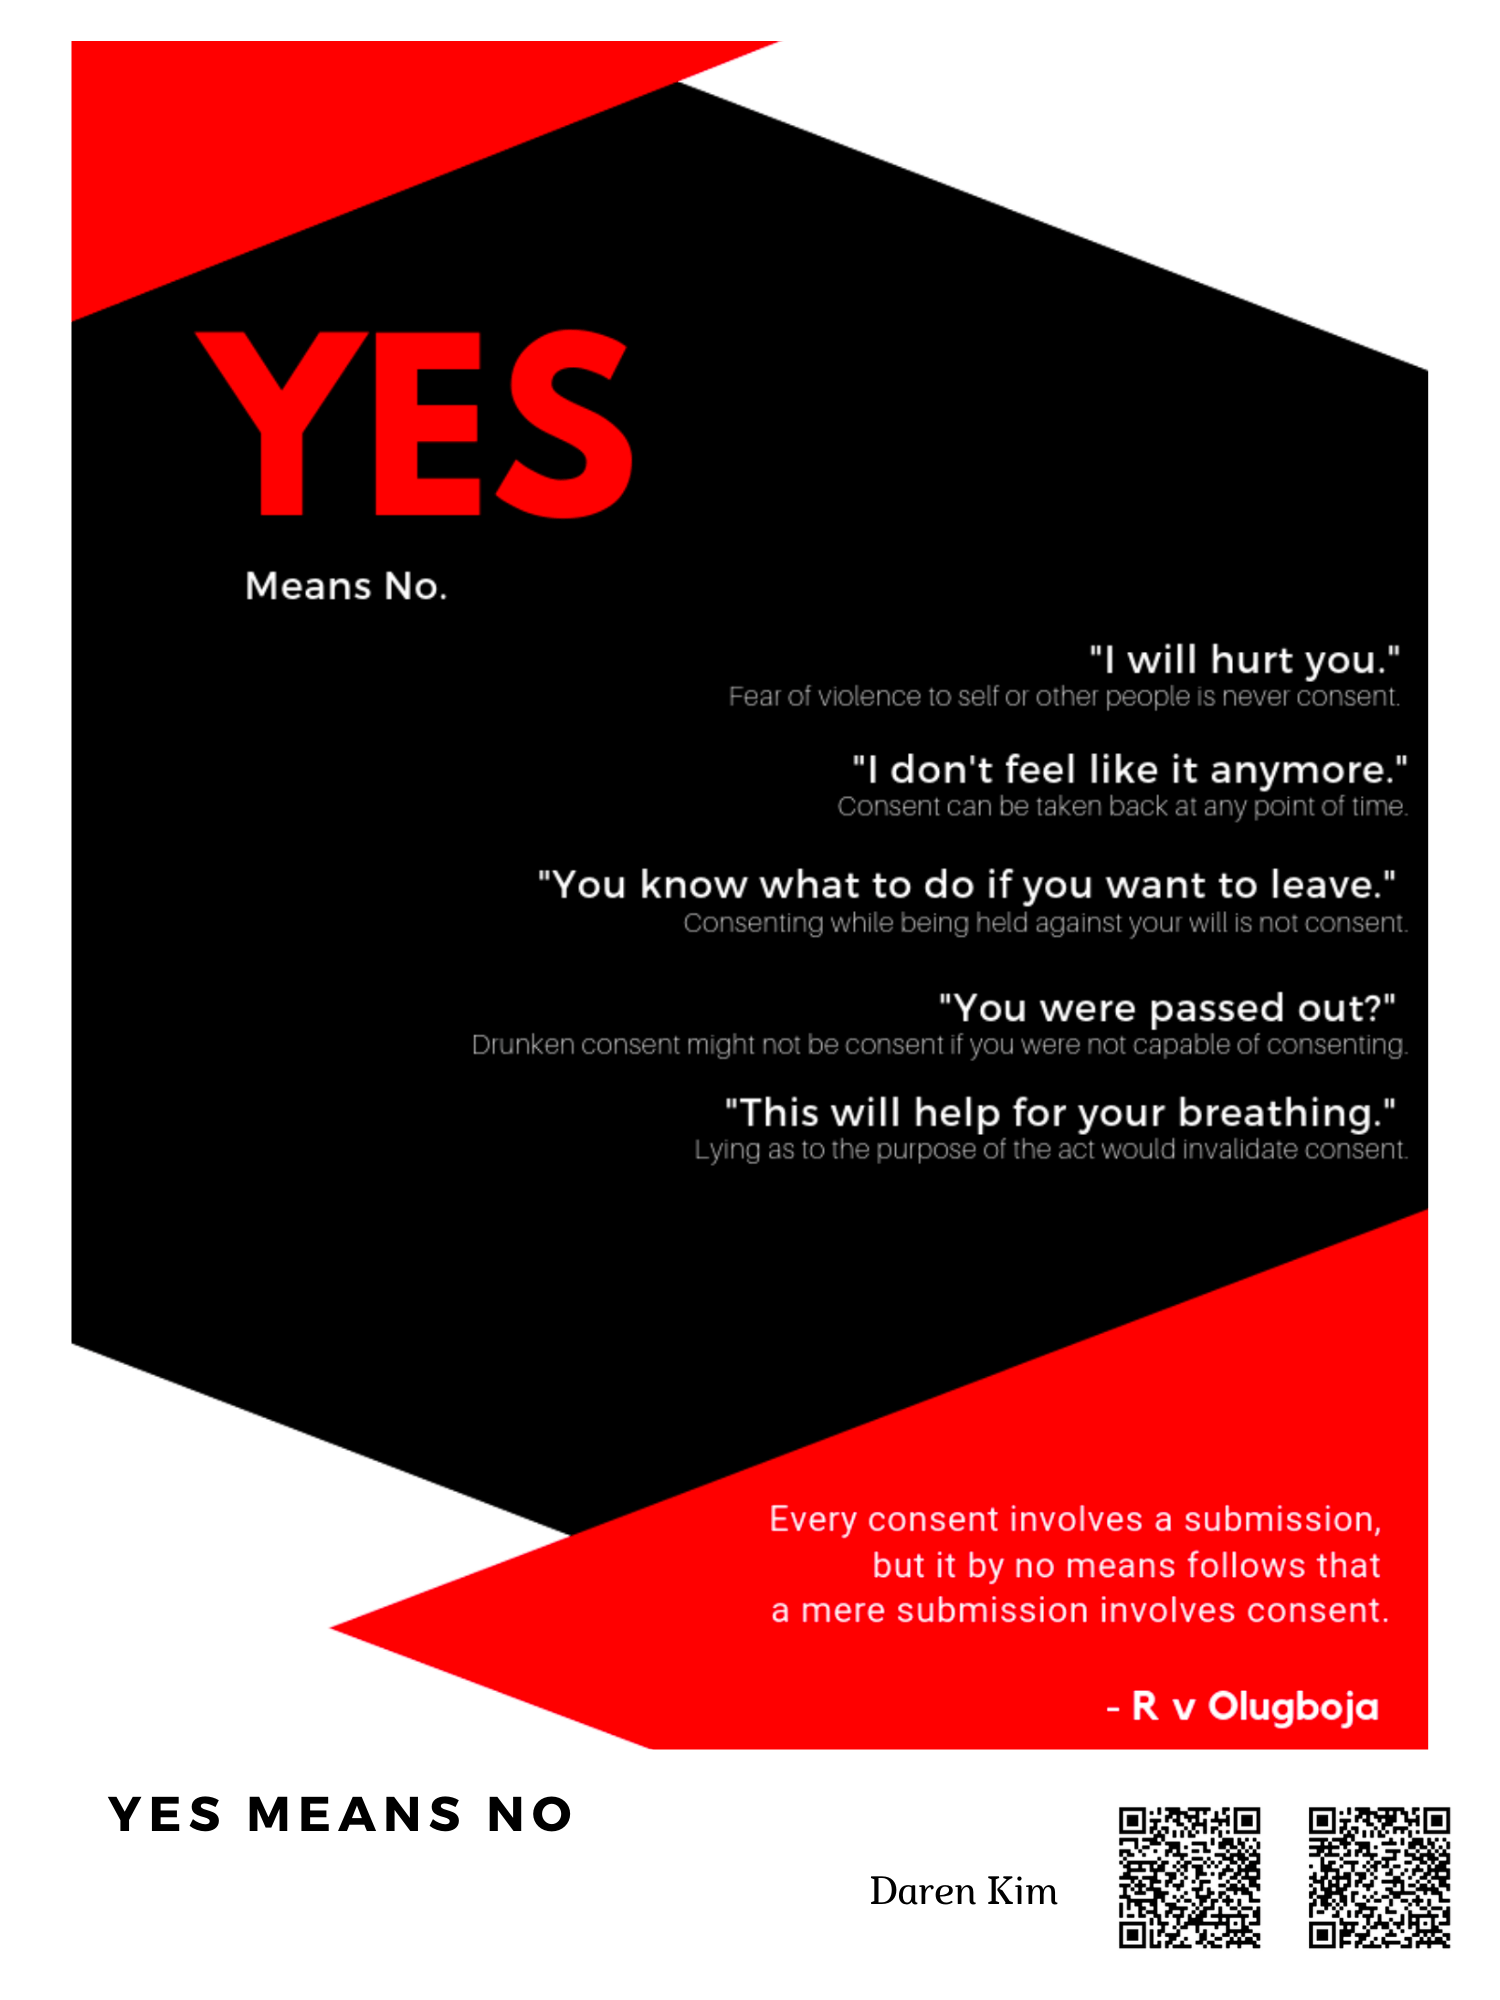 YES
Means No.
"I will hurt you."
Fear of violence to self or other people is never consent.
"I don't feel like it anymore."
Consent can be taken back at any point of time.
"You know what to do if you want to leave."
Consenting while being held against your will is not consent.
"You were passed out?"
Drunken consent might not be consent if you were not capable of consenting.
"This will help for your breathing."
Lying as to the purpose of the act would invalidate consent.
Every consent involves a submission,
but it by no means follows that
a mere submission involves consent.
- R v Olugboja
YES MEANS NO
Daren Kim